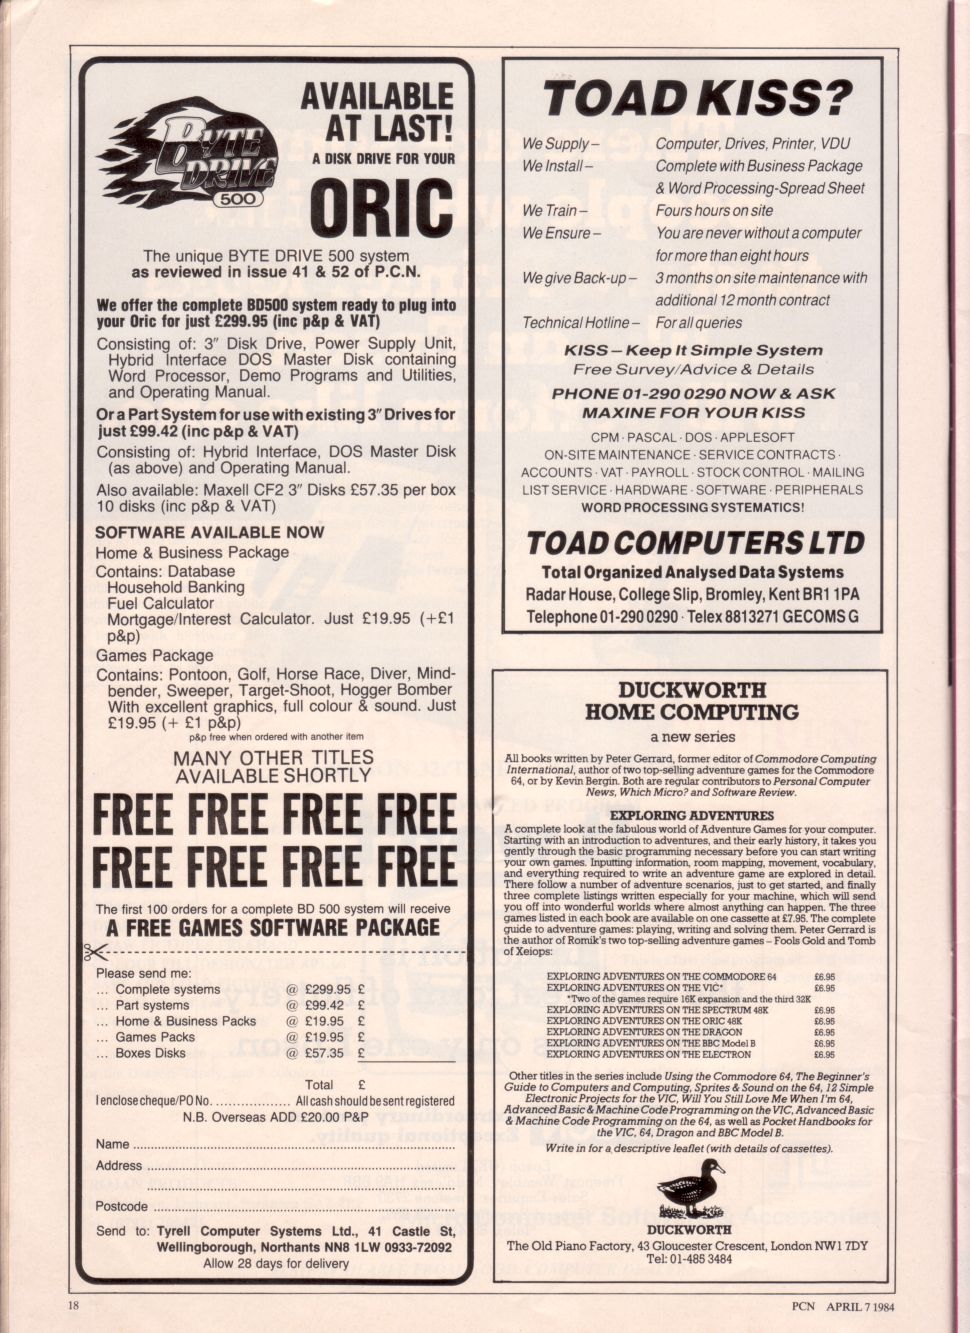 BYTE
DRIVE
500
AVAILABLE
AT LAST!
A DISK DRIVE FOR YOUR
ORIC
The unique BYTE DRIVE 500 system
as reviewed in issue 41 & 52 of P.C.N.
We offer the complete BD500 system ready to plug into
your Oric for just £299.95 (inc p&p & VAT)
Consisting of: 3" Disk Drive, Power Supply Unit,
Hybrid Interface DOS Master Disk containing
Word Processor, Demo Programs and Utilities,
and Operating Manual.
Or a Part System for use with existing 3" Drives for
just £99.42 (inc p&p & VAT)
Consisting of: Hybrid Interface, DOS Master Disk
(as above) and Operating Manual.
Also available: Maxell CF2 3" Disks £57.35 per box
10 disks (inc p&p & VAT)
SOFTWARE AVAILABLE NOW
Home & Business Package
Contains: Database
Household Banking
Fuel Calculator
Mortgage/Interest Calculator. Just £19.95 (+£1
p&p)
Games Package
Contains: Pontoon, Golf, Horse Race, Diver, Mind-
bender, Sweeper, Target-Shoot, Hogger Bomber
With excellent graphics, full colour & sound. Just
£19.95 (+ £1 p&p)
p&p free when ordered with another item
MANY OTHER TITLES
AVAILABLE SHORTLY
FREE FREE FREE FREE
FREE FREE FREE FREE
The first 100 orders for a complete BD 500 system will receive
A FREE GAMES SOFTWARE PACKAGE
Please send me:
... Complete systems @ £299.95 £
... Part systems @ £99.42 £
... Home & Business Packs @ £19.95 £
... Games Packs @ £19.95 £
... Boxes Disks @ £57.35 £
Total £
I enclose cheque/PO No. .................. All cash should be sent registered
N.B. Overseas ADD £20.00 P&P
Name ..................
Address ..................
..................
Postcode ..................
Send to: Tyrell Computer Systems Ltd., 41 Castle St,
Wellingborough, Northants NN8 1LW 0933-72092
Allow 28 days for delivery
TOAD KISS?
We Supply – Computer, Drives, Printer, VDU
We Install – Complete with Business Package
& Word Processing-Spread Sheet
We Train – Fours hours on site
We Ensure – You are never without a computer
for more than eight hours
We give Back-up – 3 months on site maintenance with
additional 12 month contract
Technical Hotline – For all queries
KISS – Keep It Simple System
Free Survey/Advice & Details
PHONE 01-290 0290 NOW & ASK
MAXINE FOR YOUR KISS
CPM · PASCAL · DOS · APPLESOFT
ON-SITE MAINTENANCE · SERVICE CONTRACTS ·
ACCOUNTS · VAT · PAYROLL · STOCK CONTROL · MAILING
LIST SERVICE · HARDWARE · SOFTWARE · PERIPHERALS
WORD PROCESSING SYSTEMATICS!
TOAD COMPUTERS LTD
Total Organized Analysed Data Systems
Radar House, College Slip, Bromley, Kent BR1 1PA
Telephone 01-290 0290 · Telex 8813271 GECOMS G
DUCKWORTH
HOME COMPUTING
a new series
All books written by Peter Gerrard, former editor of Commodore Computing
International, author of two top-selling adventure games for the Commodore
64, or by Kevin Bergin. Both are regular contributors to Personal Computer
News, Which Micro? and Software Review.
EXPLORING ADVENTURES
A complete look at the fabulous world of Adventure Games for your computer.
Starting with an introduction to adventures, and their early history, it takes you
gently through the basic programming necessary before you can start writing
your own games. Inputting information, room mapping, movement, vocabulary,
and everything required to write an adventure game are explored in detail.
There follow a number of adventure scenarios, just to get started, and finally
three complete listings written especially for your machine, which will send
you off into wonderful worlds where almost anything can happen. The three
games listed in each book are available on one cassette at £7.95. The complete
guide to adventure games: playing, writing and solving them. Peter Gerrard is
the author of Romik's two top-selling adventure games – Fools Gold and Tomb
of Xeiops:
EXPLORING ADVENTURES ON THE COMMODORE 64 £6.95
EXPLORING ADVENTURES ON THE VIC* £6.95
*Two of the games require 16K expansion and the third 32K
EXPLORING ADVENTURES ON THE SPECTRUM 48K £6.95
EXPLORING ADVENTURES ON THE ORIC 48K £6.95
EXPLORING ADVENTURES ON THE DRAGON £6.95
EXPLORING ADVENTURES ON THE BBC Model B £6.95
EXPLORING ADVENTURES ON THE ELECTRON £6.95
Other titles in the series include Using the Commodore 64, The Beginner's
Guide to Computers and Computing, Sprites & Sound on the 64, 12 Simple
Electronic Projects for the VIC, Will You Still Love Me When I'm 64,
Advanced Basic & Machine Code Programming on the VIC, Advanced Basic
& Machine Code Programming on the 64, as well as Pocket Handbooks for
the VIC, 64, Dragon and BBC Model B.
Write in for a descriptive leaflet (with details of cassettes).
DUCKWORTH
The Old Piano Factory, 43 Gloucester Crescent, London NW1 7DY
Tel: 01-485 3484
18
PCN APRIL 7 1984